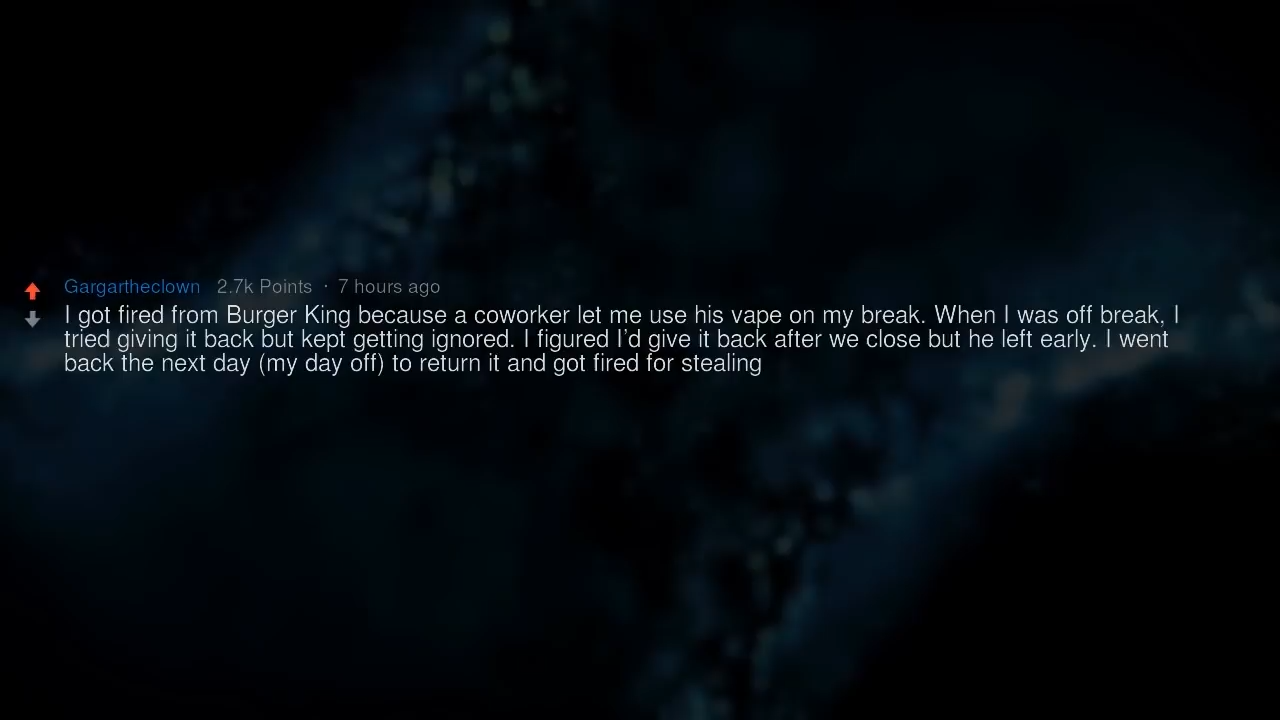 Gargartheclown 2.7k Points · 7 hours ago
I got fired from Burger King because a coworker let me use his vape on my break. When I was off break, I
tried giving it back but kept getting ignored. I figured I’d give it back after we close but he left early. I went
back the next day (my day off) to return it and got fired for stealing